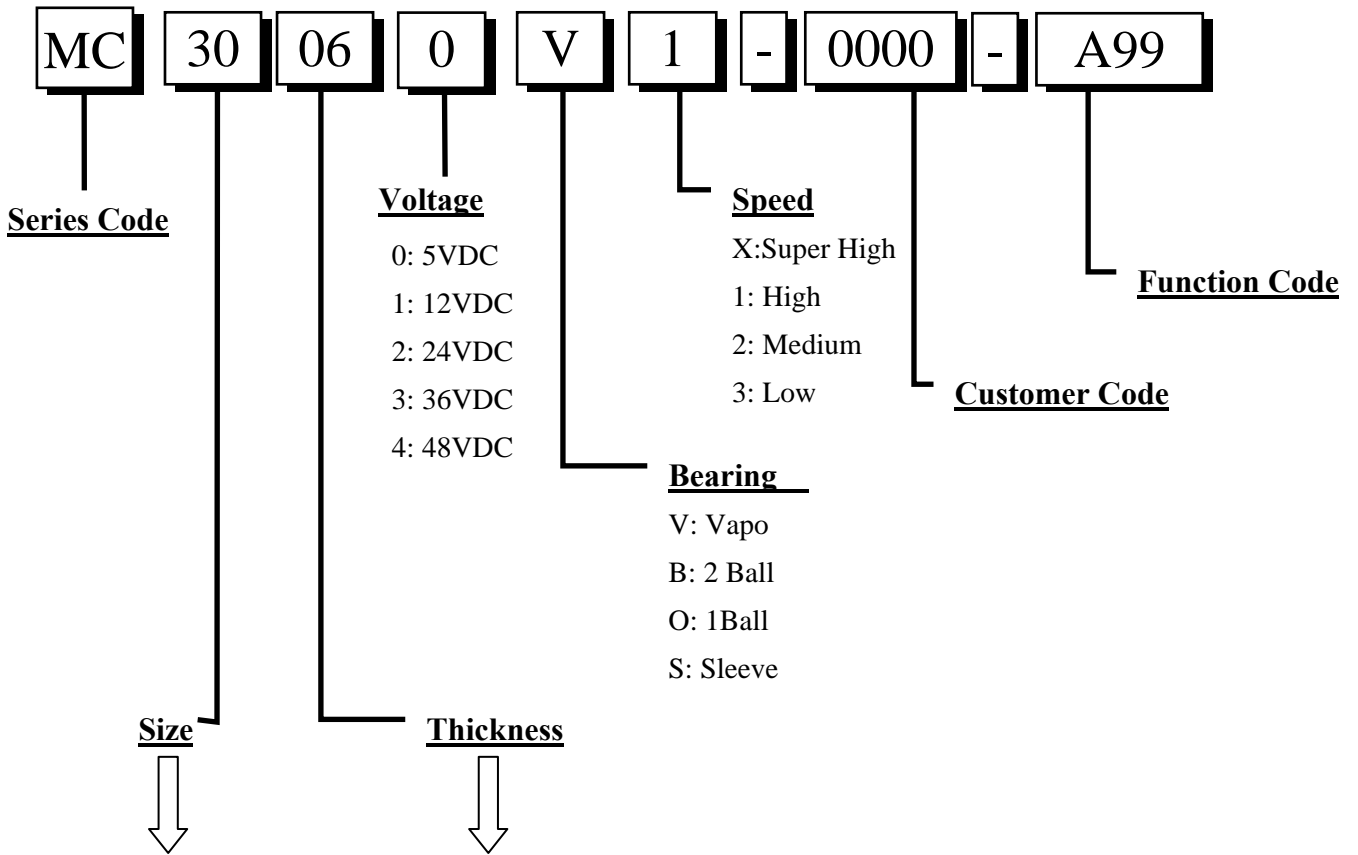 MC 30 06 0 V 1 - 0000 - A99
Series Code
Voltage
0: 5VDC
1: 12VDC
2: 24VDC
3: 36VDC
4: 48VDC
Speed
X:Super High
1: High
2: Medium
3: Low
Function Code
Customer Code
Bearing
V: Vapo
B: 2 Ball
O: 1Ball
S: Sleeve
Size
Thickness